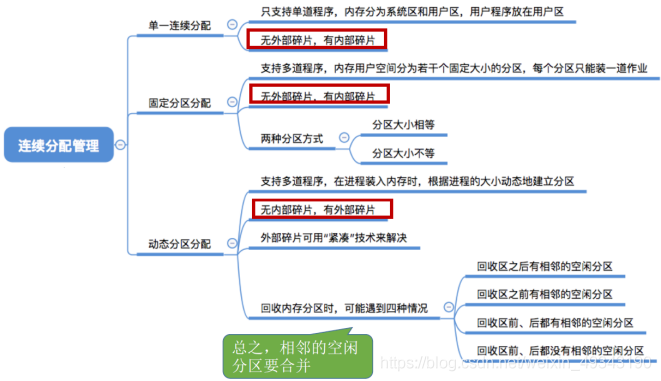 只支持单道程序，内存分为系统区和用户区，用户程序放在用户区
单一连续分配
无外部碎片，有内部碎片
支持多道程序，内存用户空间分为若干个固定大小的分区，每个分区只能装一道作业
无外部碎片，有内部碎片
固定分区分配
分区大小相等
两种分区方式
分区大小不等
连续分配管理
支持多道程序，在进程装入内存时，根据进程的大小动态地建立分区
无内部碎片，有外部碎片
动态分区分配
外部碎片可用“紧凑”技术来解决
回收区之后有相邻的空闲分区
回收区之前有相邻的空闲分区
回收内存分区时，可能遇到四种情况
回收区前、后都有相邻的空闲分区
回收区前、后都没有相邻的空闲分区
总之，相邻的空闲
分区要合并